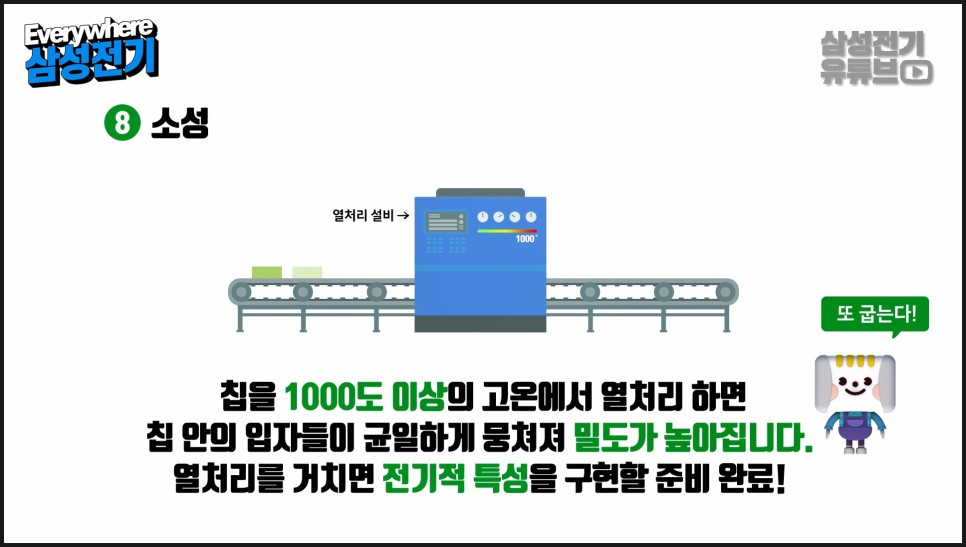 Everywhere
삼성전기
삼성전기
유튜브
8 소성
열처리 설비 →
1000°
또 굽는다!
칩을 1000도 이상의 고온에서 열처리 하면
칩 안의 입자들이 균일하게 뭉쳐져 밀도가 높아집니다.
열처리를 거치면 전기적 특성을 구현할 준비 완료!